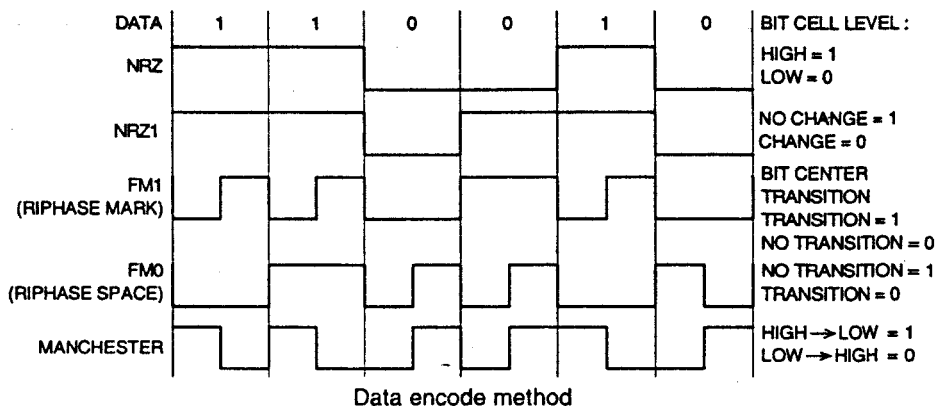 DATA 1 1 0 0 1 0 BIT CELL LEVEL :
NRZ
HIGH = 1
LOW = 0
NRZ1
NO CHANGE = 1
CHANGE = 0
FM1
(RIPHASE MARK)
BIT CENTER
TRANSITION
TRANSITION = 1
NO TRANSITION = 0
FM0
(RIPHASE SPACE)
NO TRANSITION = 1
TRANSITION = 0
MANCHESTER
HIGH → LOW = 1
LOW → HIGH = 0
Data encode method